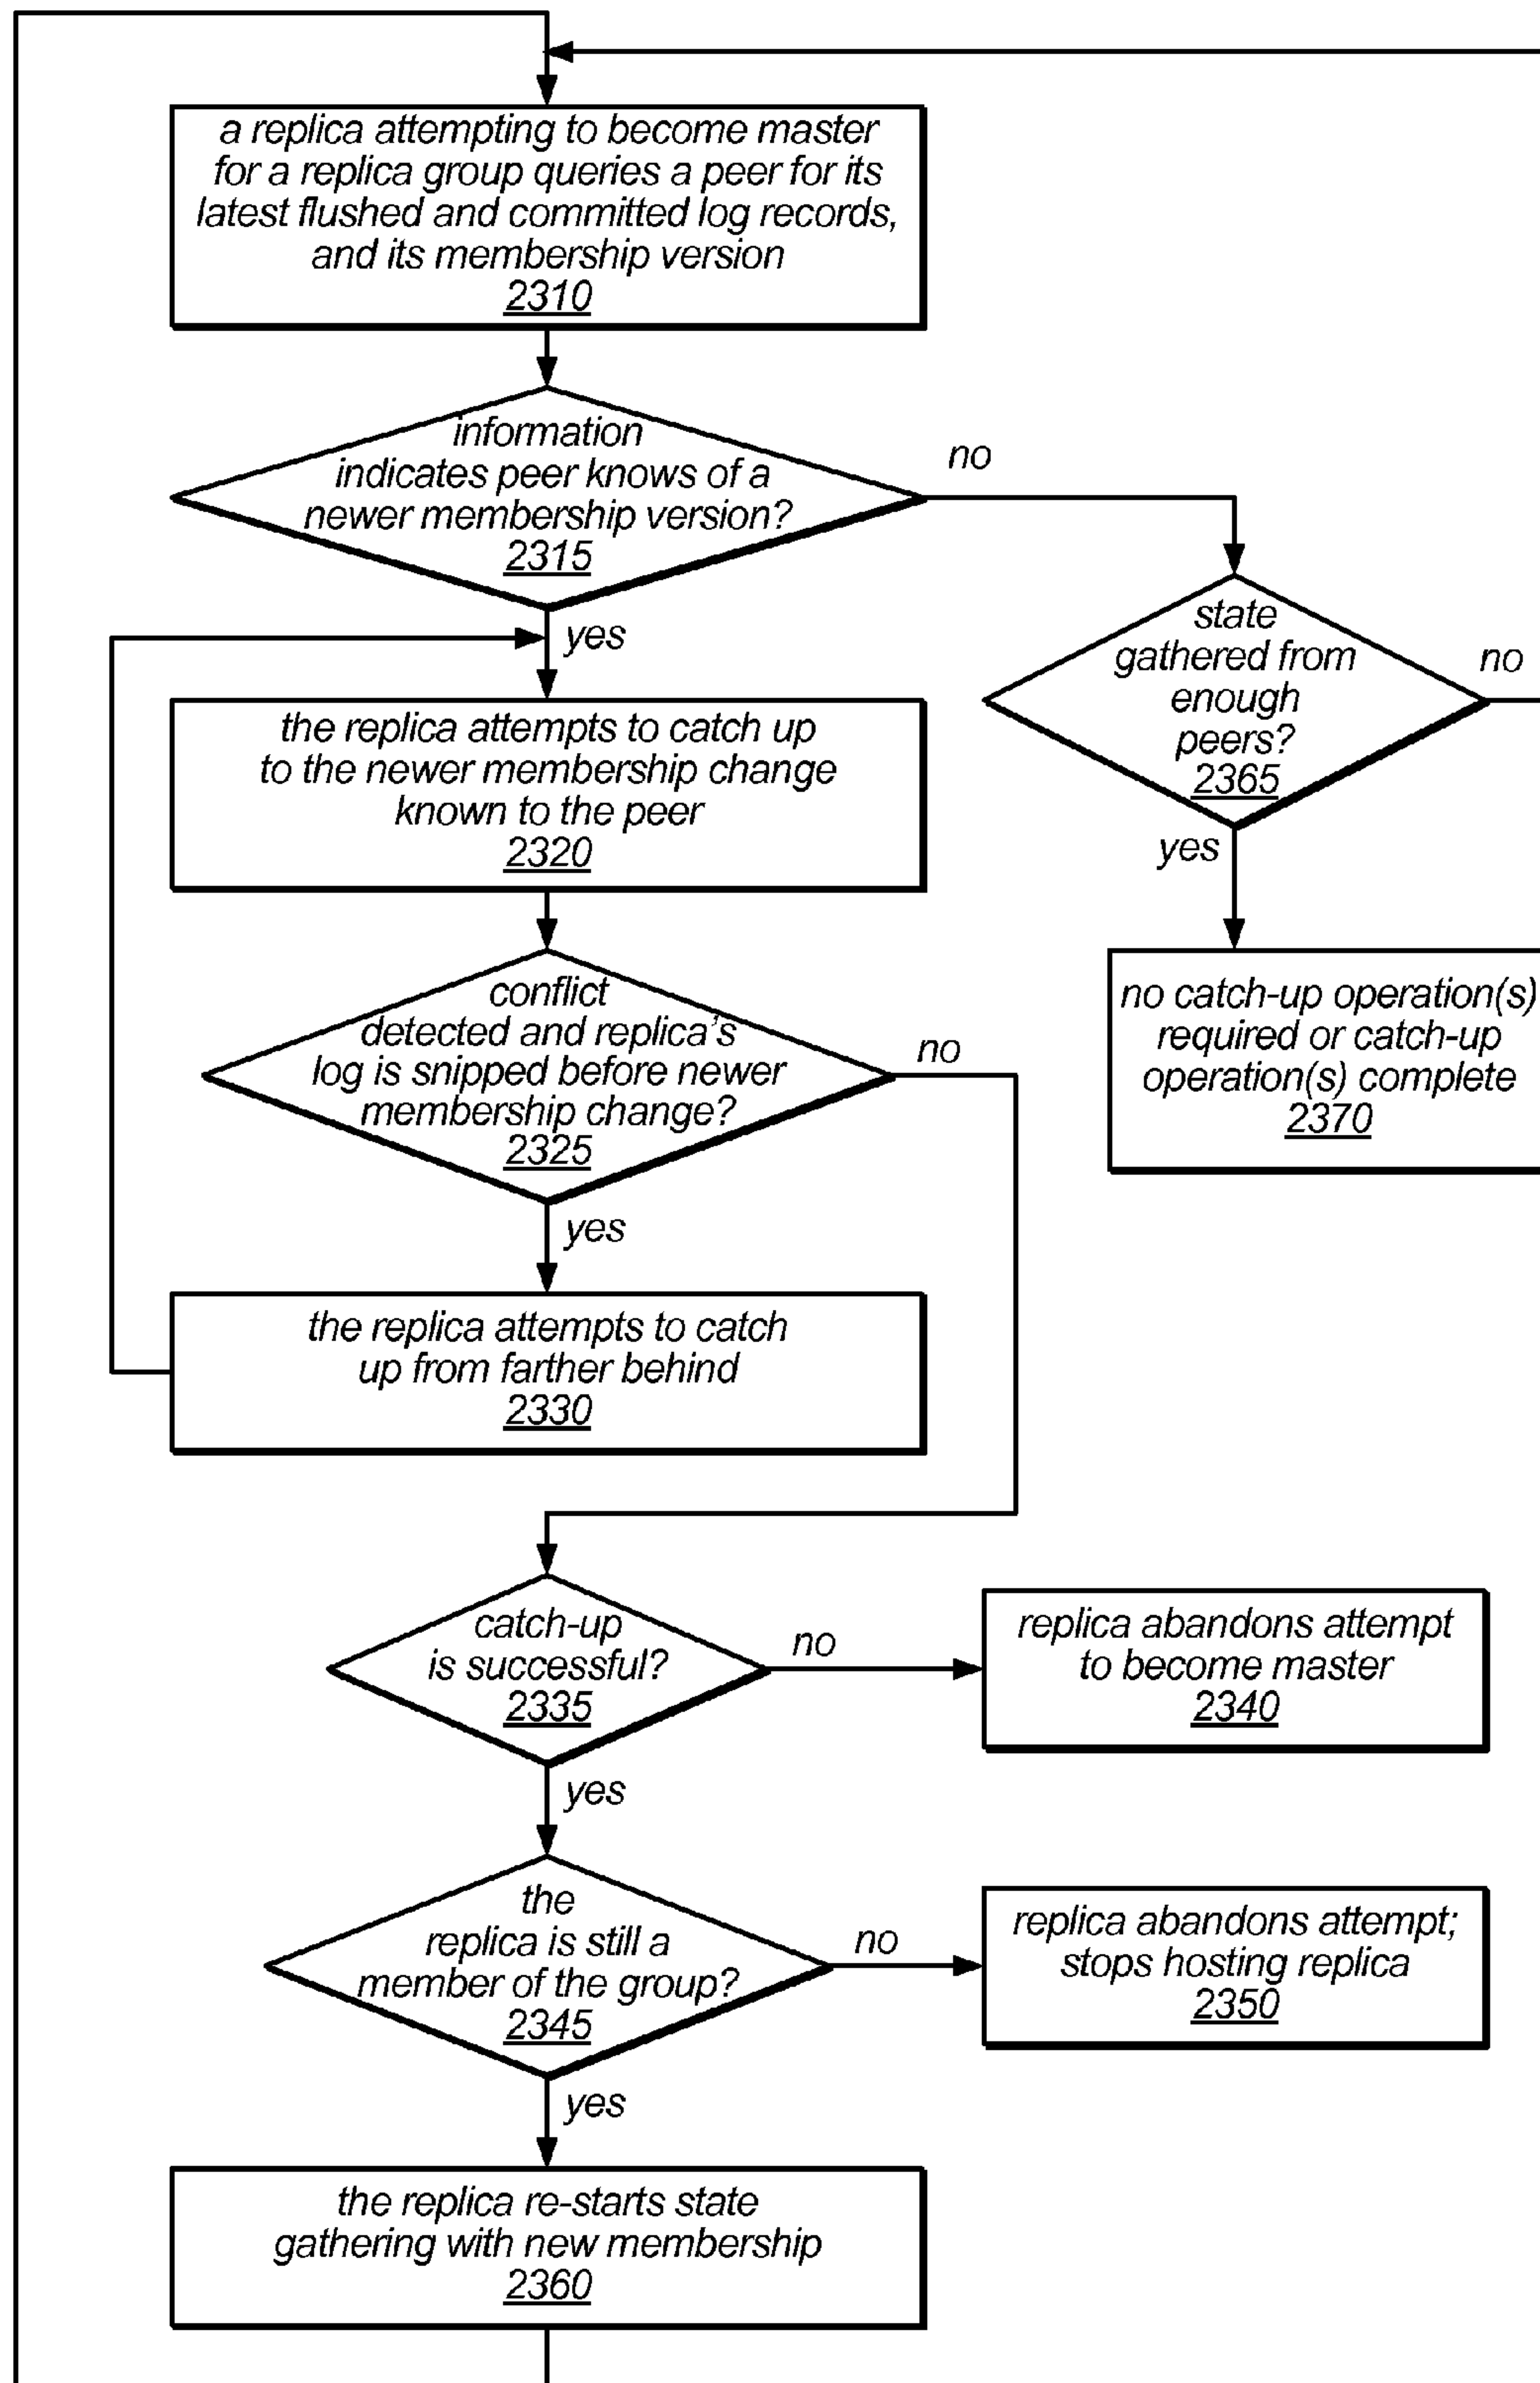 a replica attempting to become master
for a replica group queries a peer for its
latest flushed and committed log records,
and its membership version
2310
information
indicates peer knows of a
newer membership version?
2315
no
yes
state
gathered from
enough
peers?
2365
no
yes
the replica attempts to catch up
to the newer membership change
known to the peer
2320
no catch-up operation(s)
required or catch-up
operation(s) complete
2370
conflict
detected and replica's
log is snipped before newer
membership change?
2325
no
yes
the replica attempts to catch
up from farther behind
2330
catch-up
is successful?
2335
no
replica abandons attempt
to become master
2340
yes
the
replica is still a
member of the group?
2345
no
replica abandons attempt;
stops hosting replica
2350
yes
the replica re-starts state
gathering with new membership
2360